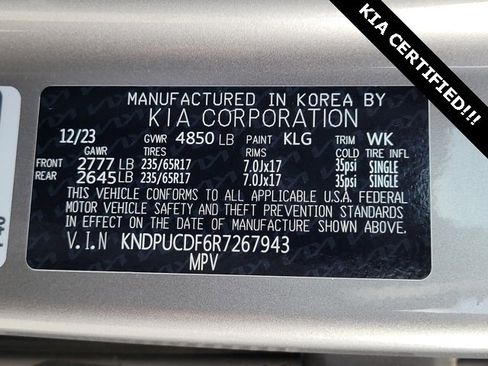 KIA CERTIFIED!!!
MANUFACTURED IN KOREA BY
KIA CORPORATION
12/23 GVWR 4850 LB PAINT KLG TRIM WK
GAWR TIRES RIMS COLD TIRE INFL
FRONT 2777 LB 235/65R17 7.0Jx17 35psi SINGLE
REAR 2645 LB 235/65R17 7.0Jx17 35psi SINGLE
THIS VEHICLE CONFORMS TO ALL APPLICABLE U.S.A. FEDERAL
MOTOR VEHICLE SAFETY AND THEFT PREVENTION STANDARDS
IN EFFECT ON THE DATE OF MANUFACTURE SHOWN ABOVE.
V.I.N KNDPUCDF6R7267943
MPV